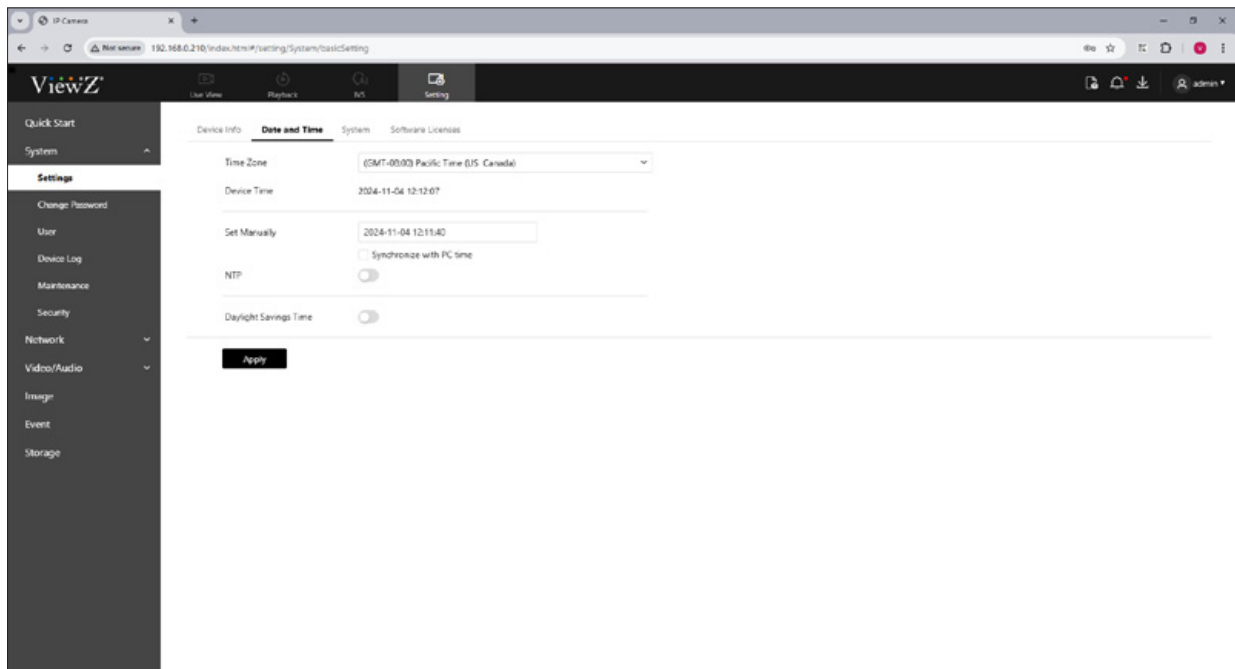 IP Camera
Not secure 192.168.0.210/index.html#/setting/System/basicSetting
ViewZ
Live View Playback IVS Setting
admin
Quick Start
System
Settings
Change Password
User
Device Log
Maintenance
Security
Network
Video/Audio
Image
Event
Storage
Device Info Date and Time System Software Licenses
Time Zone (GMT-08:00) Pacific Time (US Canada)
Device Time 2024-11-04 12:12:07
Set Manually 2024-11-04 12:11:40
Synchronize with PC time
NTP
Daylight Savings Time
Apply